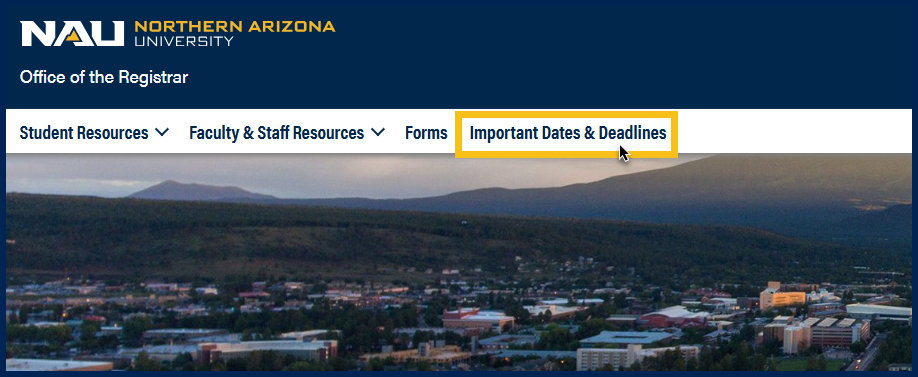 NAU NORTHERN ARIZONA
UNIVERSITY
Office of the Registrar
Student Resources Faculty & Staff Resources Forms Important Dates & Deadlines